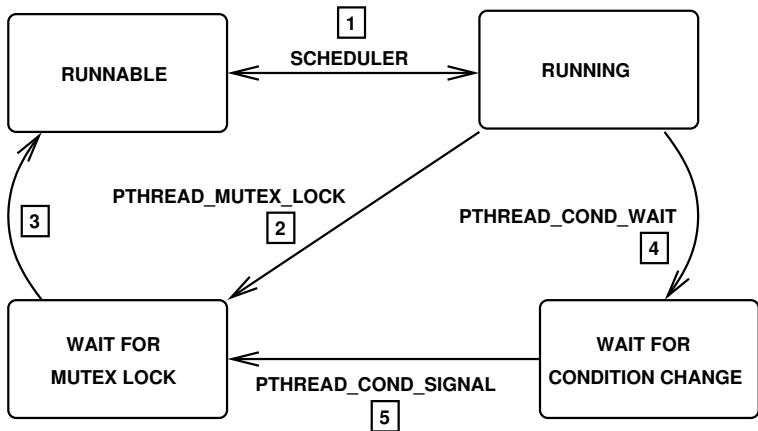 1
SCHEDULER
RUNNABLE
RUNNING
PTHREAD_MUTEX_LOCK
2
3
PTHREAD_COND_WAIT
4
WAIT FOR
MUTEX LOCK
WAIT FOR
CONDITION CHANGE
PTHREAD_COND_SIGNAL
5